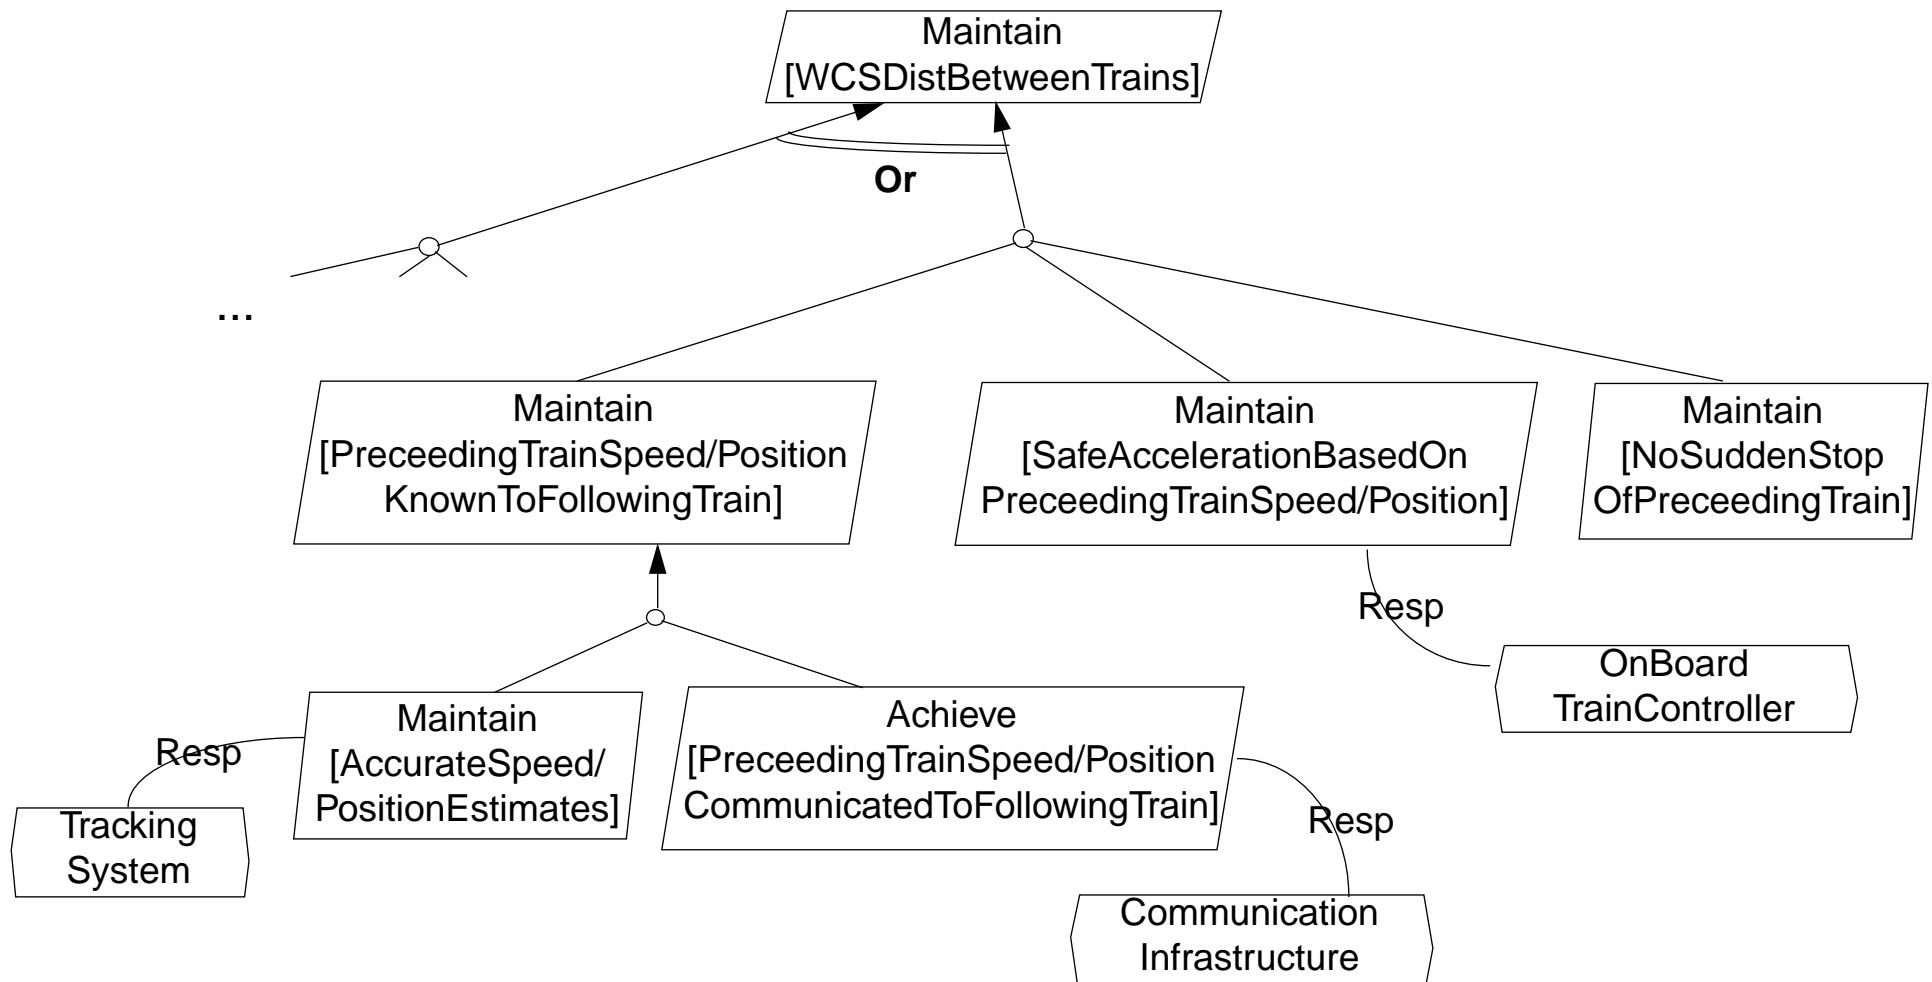 Maintain
[WCSDistBetweenTrains]
Or
...
Maintain
[PreceedingTrainSpeed/Position
KnownToFollowingTrain]
Maintain
[SafeAccelerationBasedOn
PreceedingTrainSpeed/Position]
Maintain
[NoSuddenStop
OfPreceedingTrain]
Resp
OnBoard
TrainController
Resp
Maintain
[AccurateSpeed/
PositionEstimates]
Achieve
[PreceedingTrainSpeed/Position
CommunicatedToFollowingTrain]
Resp
Tracking
System
Communication
Infrastructure